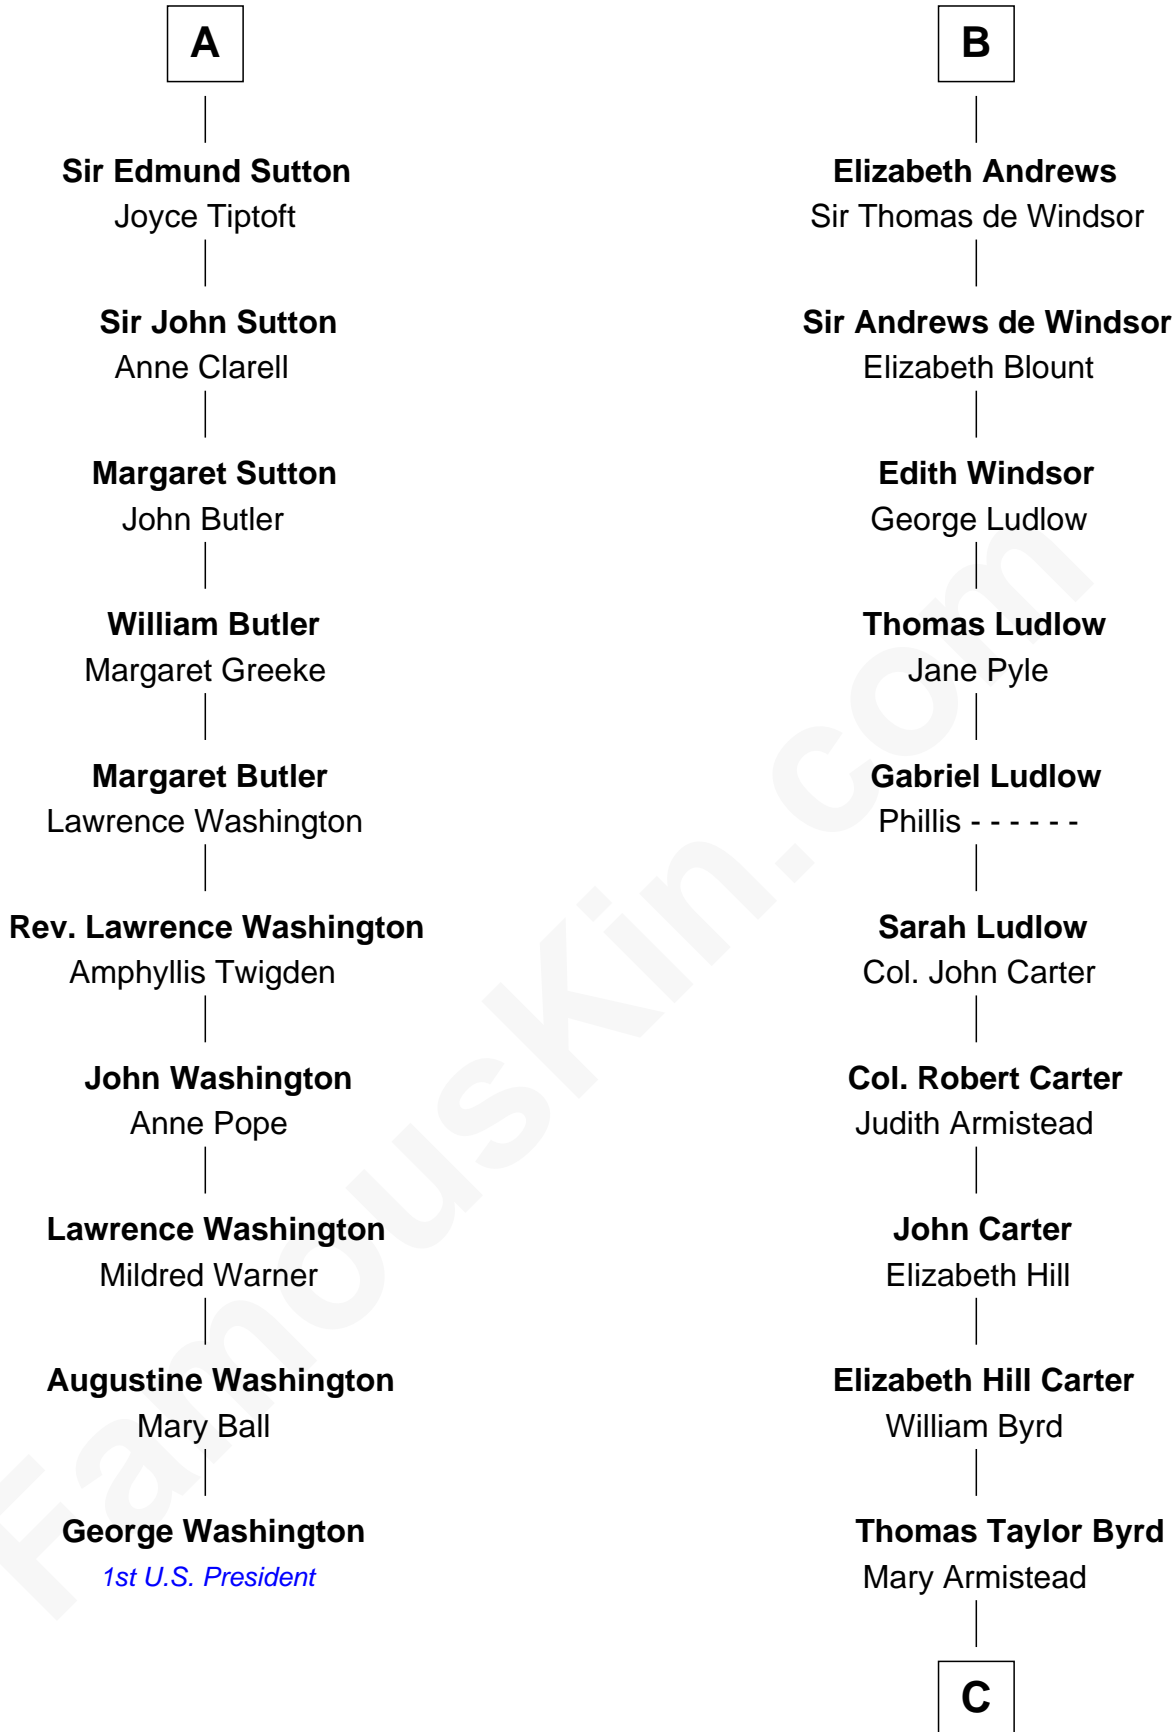 A
Sir Edmund Sutton
Joyce Tiptoft
Sir John Sutton
Anne Clarell
Margaret Sutton
John Butler
William Butler
Margaret Greeke
Margaret Butler
Lawrence Washington
Rev. Lawrence Washington
Amphyllis Twigden
John Washington
Anne Pope
Lawrence Washington
Mildred Warner
Augustine Washington
Mary Ball
George Washington
1st U.S. President
B
Elizabeth Andrews
Sir Thomas de Windsor
Sir Andrews de Windsor
Elizabeth Blount
Edith Windsor
George Ludlow
Thomas Ludlow
Jane Pyle
Gabriel Ludlow
Phillis - - - - - -
Sarah Ludlow
Col. John Carter
Col. Robert Carter
Judith Armistead
John Carter
Elizabeth Hill
Elizabeth Hill Carter
William Byrd
Thomas Taylor Byrd
Mary Armistead
C
FamousKin.com